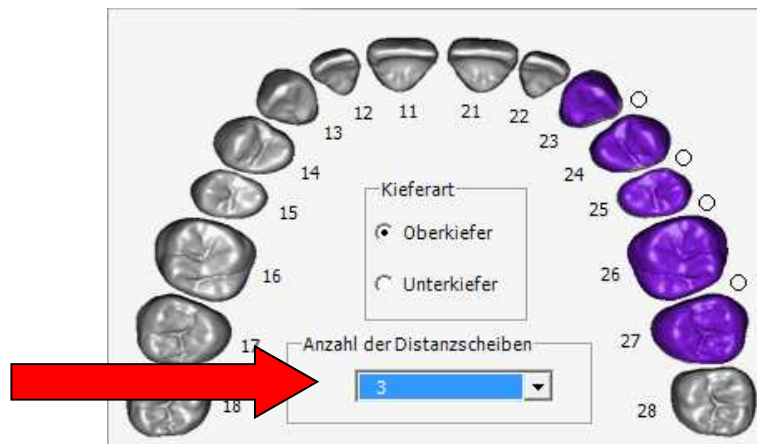 12 11 21 22
13 23
14 24
15 25
Kieferart
Oberkiefer
16 26
Unterkiefer
17 27
Anzahl der Distanzscheiben
3
18 28